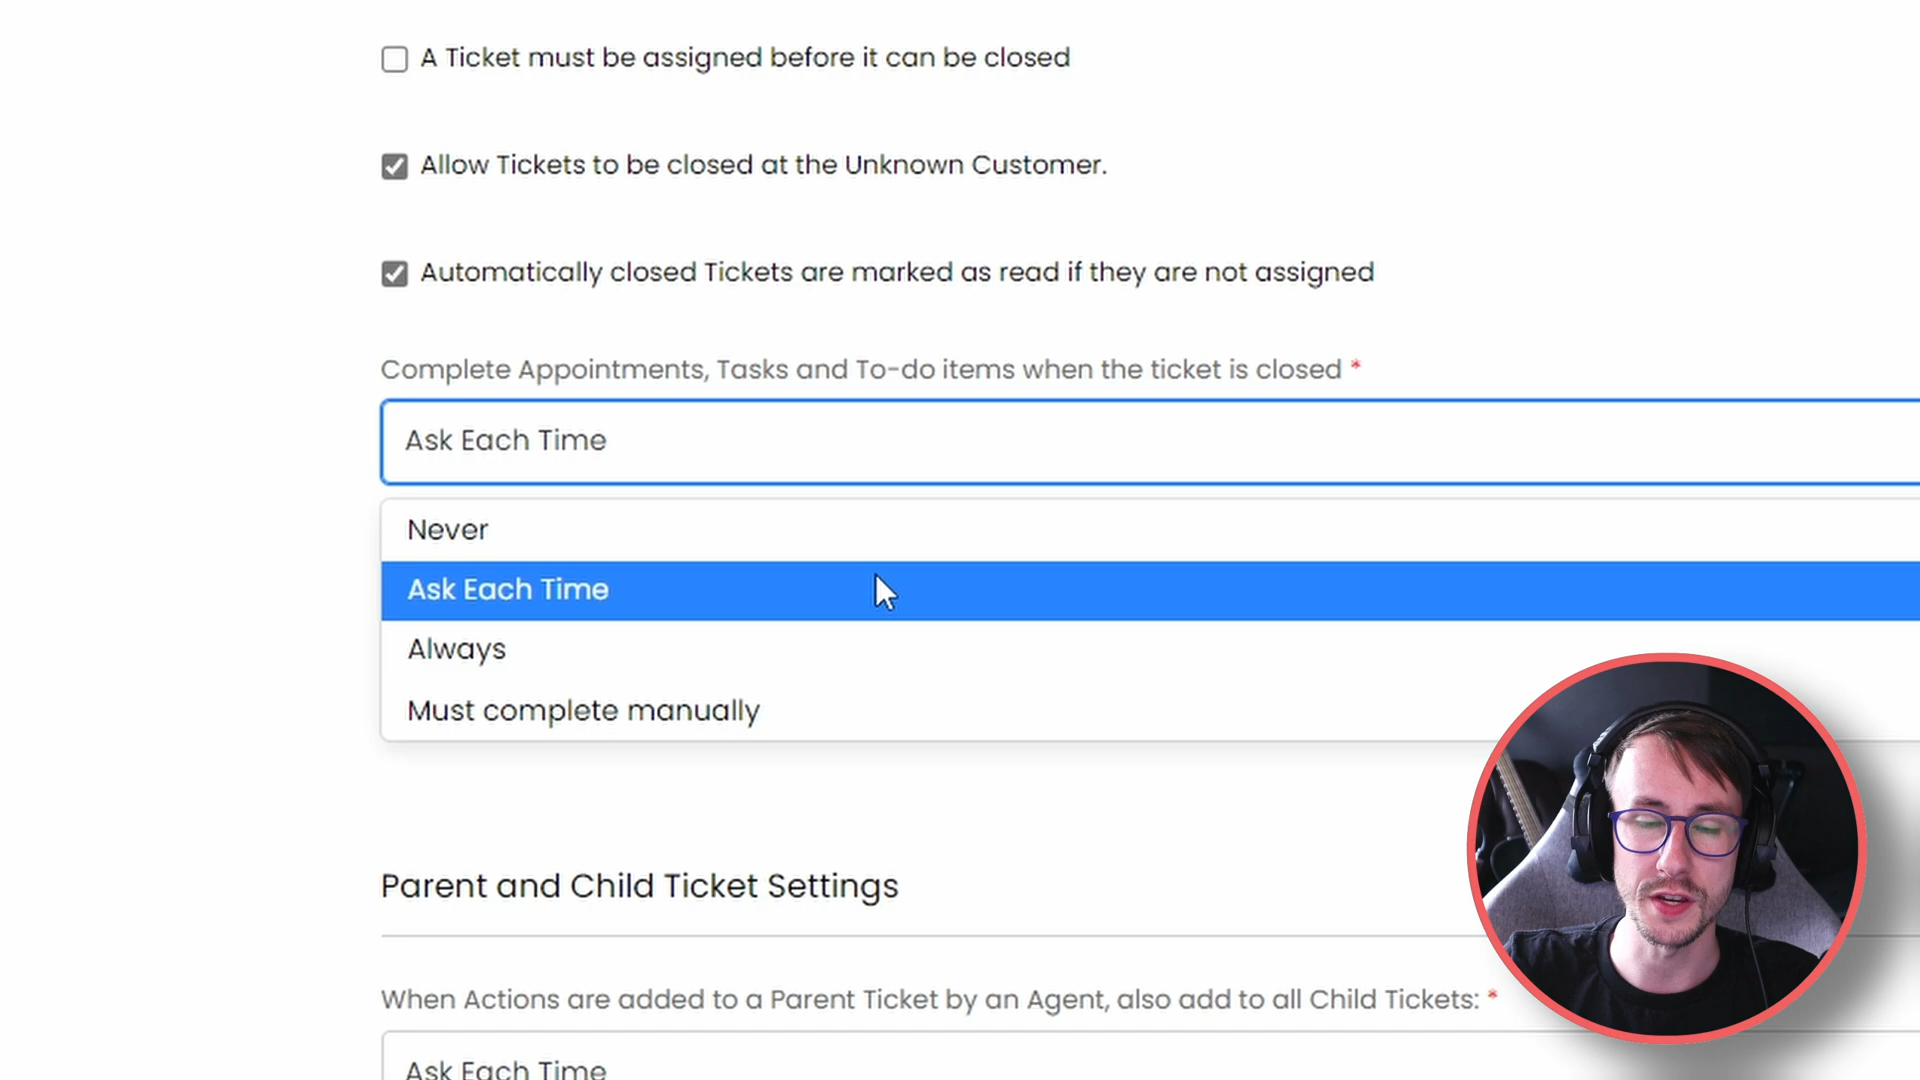 A Ticket must be assigned before it can be closed
Allow Tickets to be closed at the Unknown Customer.
Automatically closed Tickets are marked as read if they are not assigned
Complete Appointments, Tasks and To-do items when the ticket is closed *
Ask Each Time
Never
Ask Each Time
Always
Must complete manually
Parent and Child Ticket Settings
When Actions are added to a Parent Ticket by an Agent, also add to all Child Tickets: *
Ask Each Time